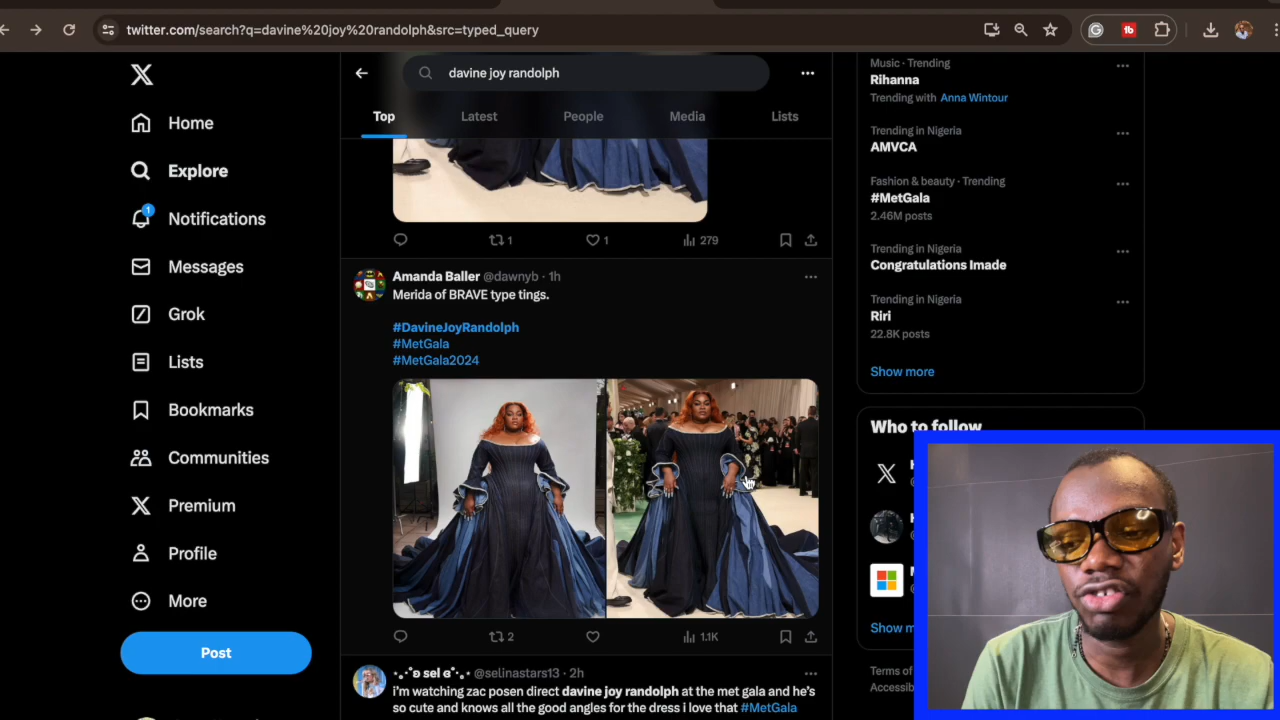 twitter.com/search?q=davine%20joy%20randolph&src=typed_query
Home
Explore
1
Notifications
Messages
Grok
Lists
Bookmarks
Communities
Premium
Profile
More
Post
davine joy randolph
Top
Latest
People
Media
Lists
1
1
279
Amanda Baller @dawnyb · 1h
Merida of BRAVE type tings.
#DavineJoyRandolph
#MetGala
#MetGala2024
2
1.1K
sel @selinastars13 · 2h
i'm watching zac posen direct davine joy randolph at the met gala and he's
so cute and knows all the good angles for the dress i love that #MetGala
Music · Trending
Rihanna
Trending with Anna Wintour
Trending in Nigeria
AMVCA
Fashion & beauty · Trending
#MetGala
2.46M posts
Trending in Nigeria
Congratulations Imade
Trending in Nigeria
Riri
22.8K posts
Show more
Who to follow
Show
Terms of